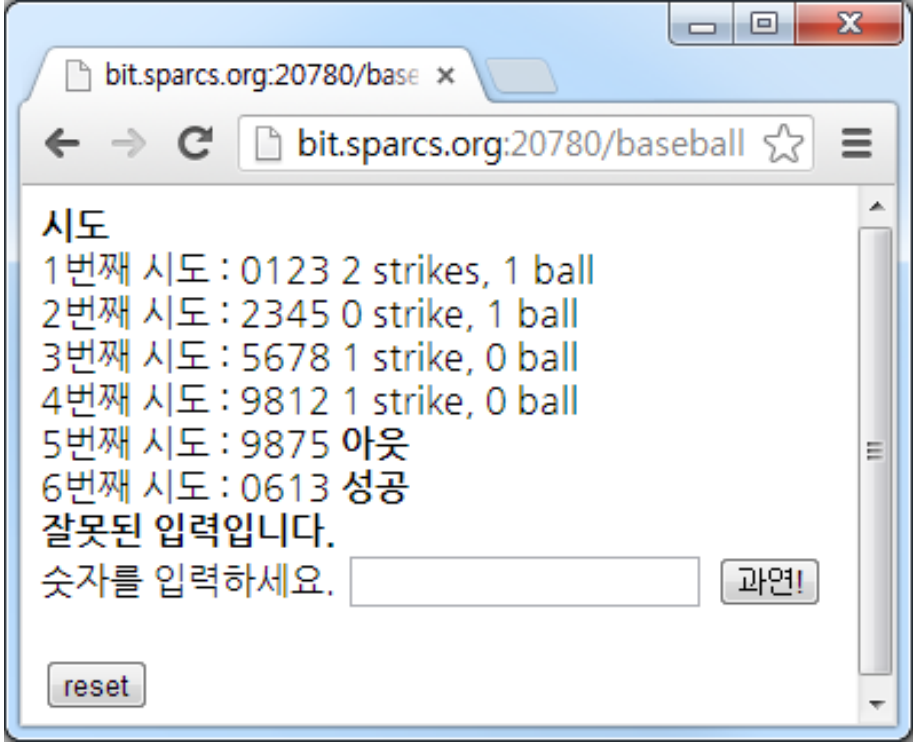 bit.sparcs.org:20780/base
bit.sparcs.org:20780/baseball
시도
1번째 시도 : 0123 2 strikes, 1 ball
2번째 시도 : 2345 0 strike, 1 ball
3번째 시도 : 5678 1 strike, 0 ball
4번째 시도 : 9812 1 strike, 0 ball
5번째 시도 : 9875 아웃
6번째 시도 : 0613 성공
잘못된 입력입니다.
숫자를 입력하세요. 과연!
reset